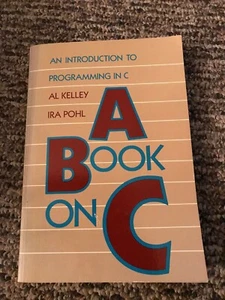 AN INTRODUCTION TO
PROGRAMMING IN C
AL KELLEY
IRA POHL
A
BOOK
ON C